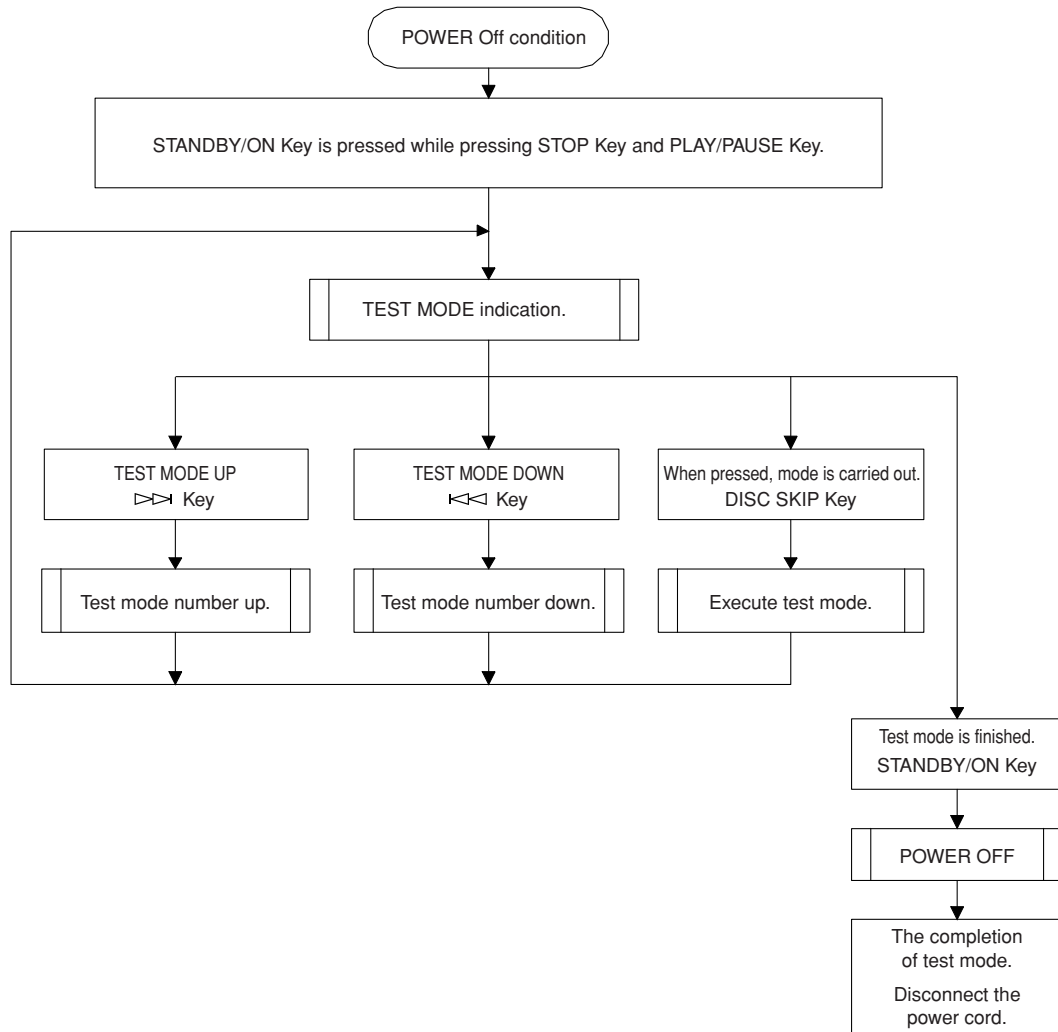 POWER Off condition
STANDBY/ON Key is pressed while pressing STOP Key and PLAY/PAUSE Key.
TEST MODE indication.
TEST MODE UP
Key
TEST MODE DOWN
Key
When pressed, mode is carried out.
DISC SKIP Key
Test mode number up.
Test mode number down.
Execute test mode.
Test mode is finished.
STANDBY/ON Key
POWER OFF
The completion
of test mode.
Disconnect the
power cord.